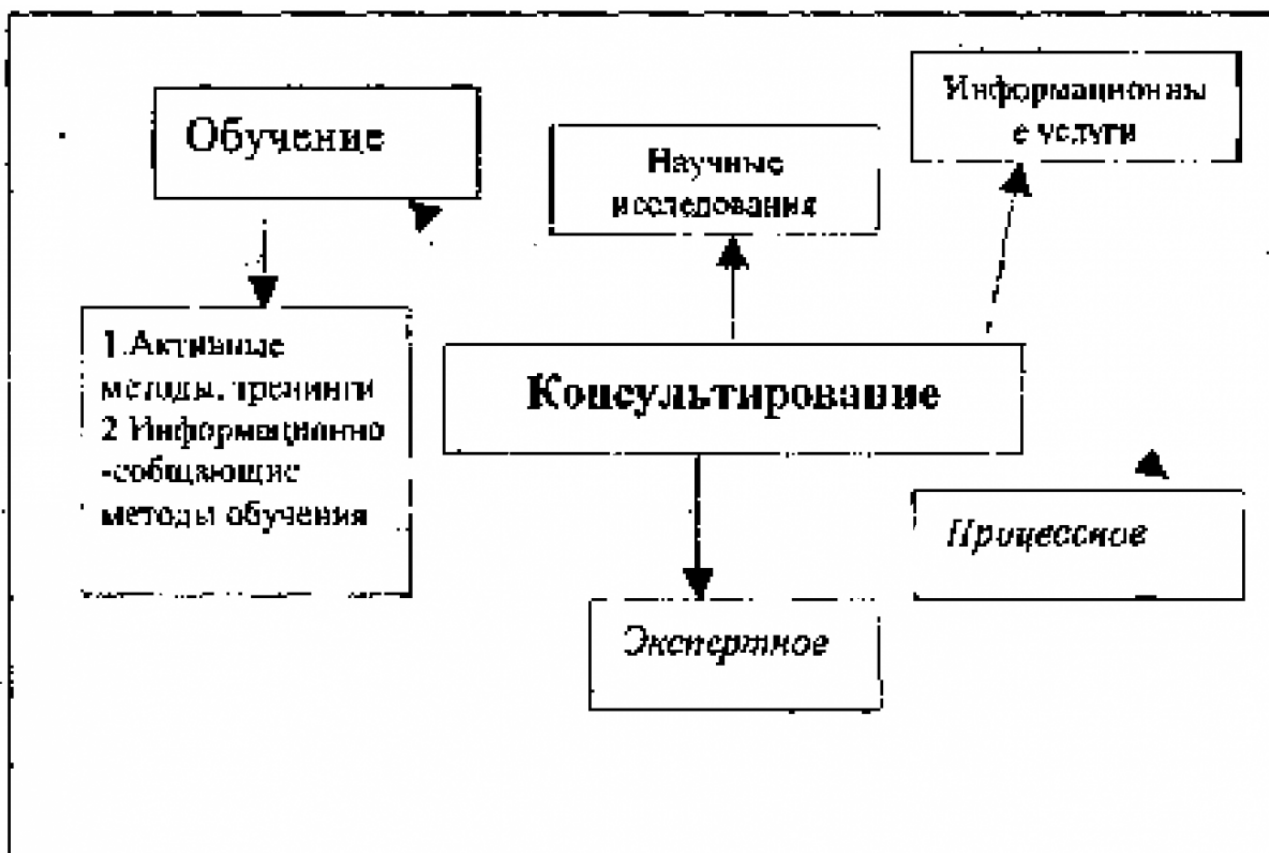 Обучение
Научные
исследования
Информационны
е услуги
1.Активные
методы, тренинги
2 Информационно
-сообщающие
методы обучения
Консультирование
Процессное
Экспертное